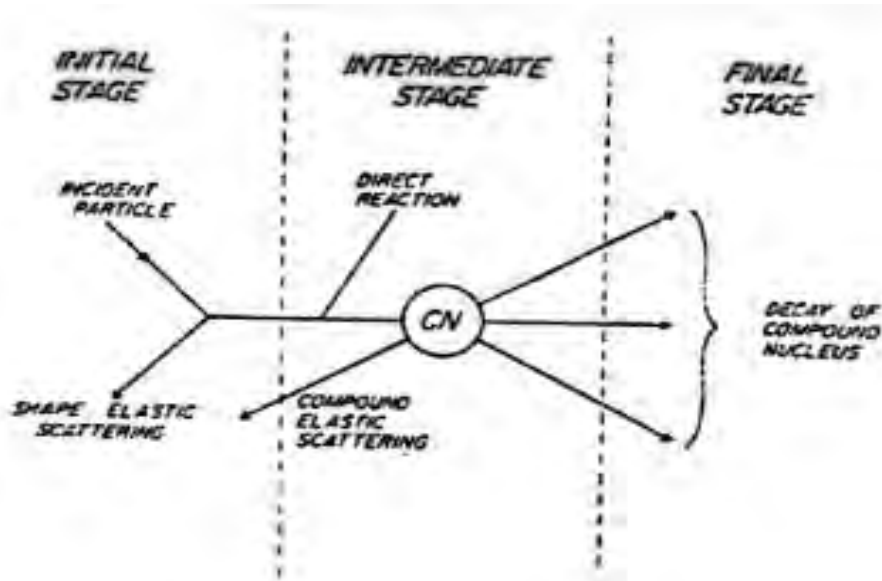 INITIAL
STAGE
INTERMEDIATE
STAGE
FINAL
STAGE
INCIDENT
PARTICLE
DIRECT
REACTION
CN
DECAY OF
COMPOUND
NUCLEUS
SHAPE ELASTIC
SCATTERING
COMPOUND
ELASTIC
SCATTERING